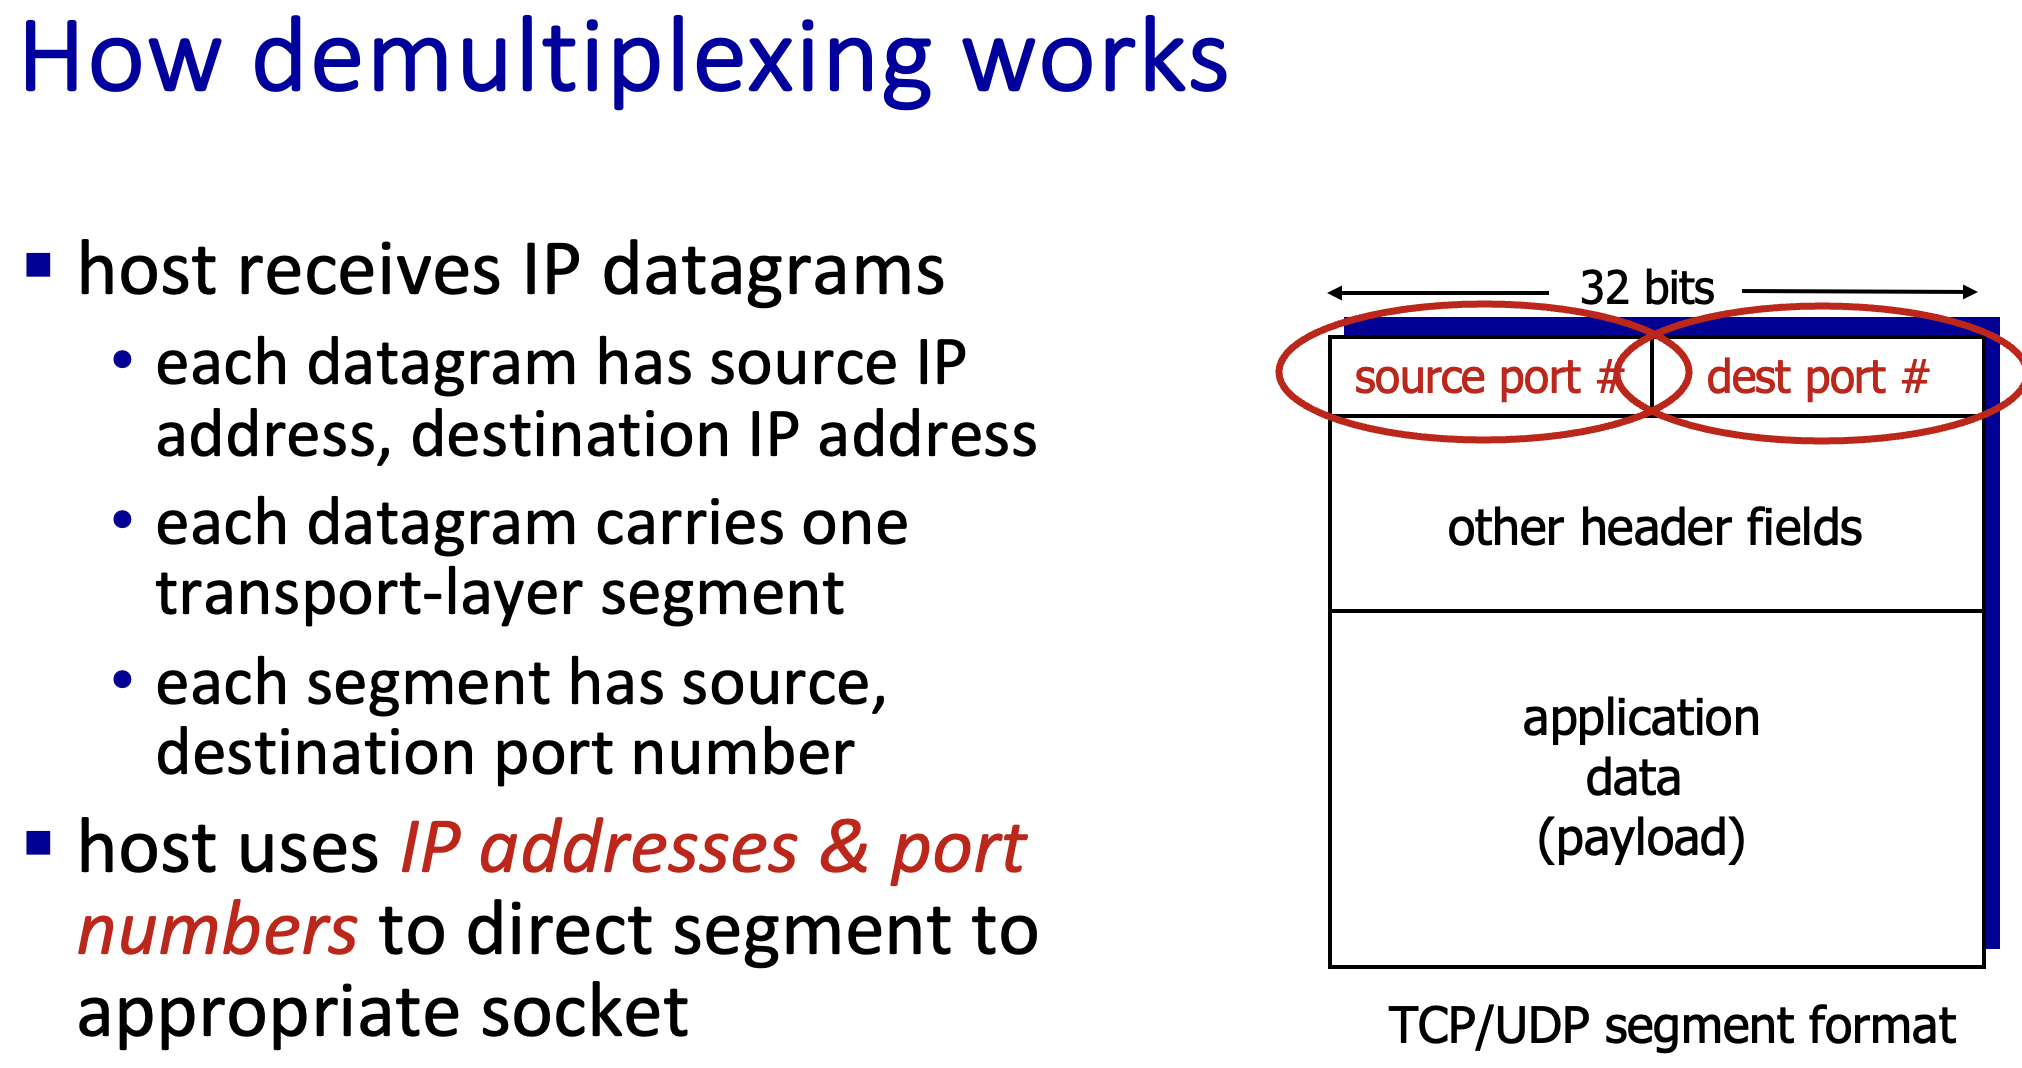 How demultiplexing works
host receives IP datagrams
each datagram has source IP
address, destination IP address
each datagram carries one
transport-layer segment
each segment has source,
destination port number
host uses IP addresses & port
numbers to direct segment to
appropriate socket
32 bits
source port # dest port #
other header fields
application
data
(payload)
TCP/UDP segment format